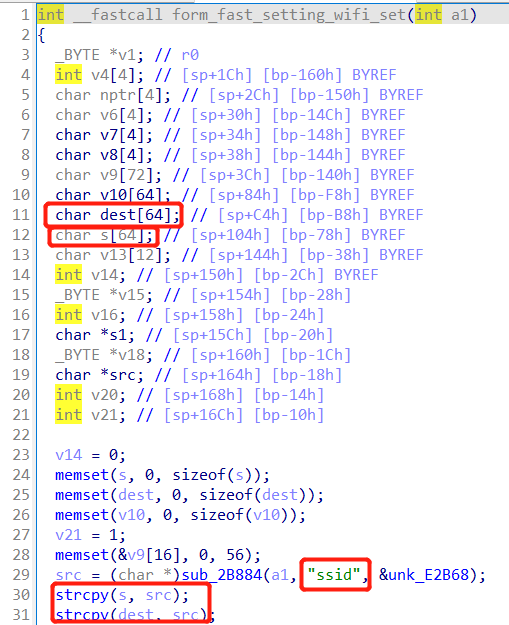 1 int __fastcall form_fast_setting_wifi_set(int a1)
2 {
3 _BYTE *v1; // r0
4 int v4[4]; // [sp+1Ch] [bp-160h] BYREF
5 char nptr[4]; // [sp+2Ch] [bp-150h] BYREF
6 char v6[4]; // [sp+30h] [bp-14Ch] BYREF
7 char v7[4]; // [sp+34h] [bp-148h] BYREF
8 char v8[4]; // [sp+38h] [bp-144h] BYREF
9 char v9[72]; // [sp+3Ch] [bp-140h] BYREF
10 char v10[64]; // [sp+84h] [bp-F8h] BYREF
11 char dest[64]; // [sp+C4h] [bp-B8h] BYREF
12 char s[64]; // [sp+104h] [bp-78h] BYREF
13 char v13[12]; // [sp+144h] [bp-38h] BYREF
14 int v14; // [sp+150h] [bp-2Ch] BYREF
15 _BYTE *v15; // [sp+154h] [bp-28h]
16 int v16; // [sp+158h] [bp-24h]
17 char *s1; // [sp+15Ch] [bp-20h]
18 _BYTE *v18; // [sp+160h] [bp-1Ch]
19 char *src; // [sp+164h] [bp-18h]
20 int v20; // [sp+168h] [bp-14h]
21 int v21; // [sp+16Ch] [bp-10h]
22
23 v14 = 0;
24 memset(s, 0, sizeof(s));
25 memset(dest, 0, sizeof(dest));
26 memset(v10, 0, sizeof(v10));
27 v21 = 1;
28 memset(&v9[16], 0, 56);
29 src = (char *)sub_2B884(a1, "ssid", &unk_E2B68);
30 strcpy(s, src);
31 strcpy(dest, src);